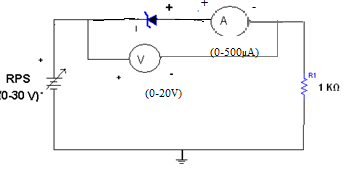 + + -
A
(0-500µA)
V
+ -
(0-20V)
+
RPS
(0-30 V)
-
R1
1 KΩ